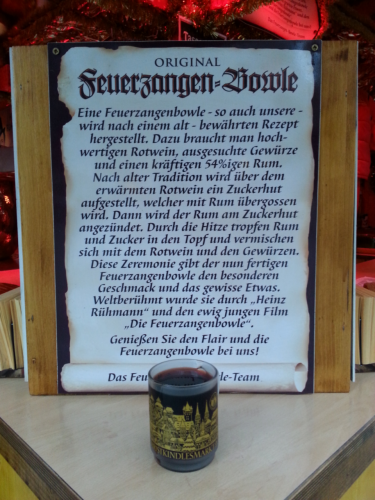 ORIGINAL
Feuerzangen-Bowle
Eine Feuerzangenbowle - so auch unsere -
wird nach einem alt - bewährten Rezept
hergestellt. Dazu braucht man hoch-
wertigen Rotwein, ausgesuchte Gewürze
und einen kräftigen 54%igen Rum.
Nach alter Tradition wird über dem
erwärmten Rotwein ein Zuckerhut
aufgestellt, welcher mit Rum übergossen
wird. Dann wird der Rum am Zuckerhut
angezündet. Durch die Hitze tropfen Rum
und Zucker in den Topf und vermischen
sich mit dem Rotwein und den Gewürzen.
Diese Zeremonie gibt der nun fertigen
Feuerzangenbowle den besonderen
Geschmack und das gewisse Etwas.
Weltberühmt wurde sie durch „Heinz
Rühmann" und den ewig jungen Film
„Die Feuerzangenbowle".
Genießen Sie den Flair und die
Feuerzangenbowle bei uns!
Das Feu le-Team